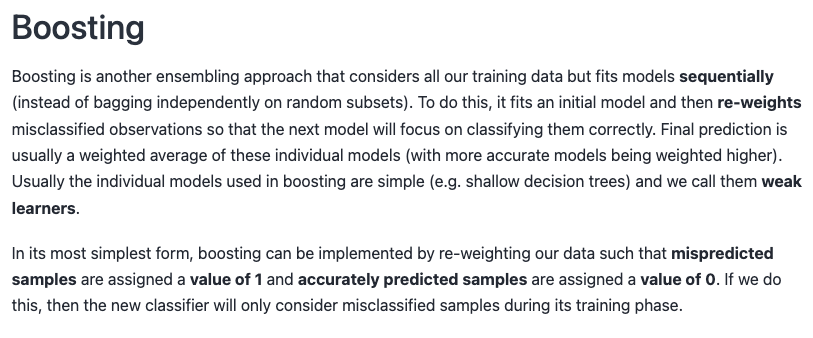 Boosting
Boosting is another ensembling approach that considers all our training data but fits models sequentially
(instead of bagging independently on random subsets). To do this, it fits an initial model and then re-weights
misclassified observations so that the next model will focus on classifying them correctly. Final prediction is
usually a weighted average of these individual models (with more accurate models being weighted higher).
Usually the individual models used in boosting are simple (e.g. shallow decision trees) and we call them weak
learners.
In its most simplest form, boosting can be implemented by re-weighting our data such that mispredicted
samples are assigned a value of 1 and accurately predicted samples are assigned a value of 0. If we do
this, then the new classifier will only consider misclassified samples during its training phase.